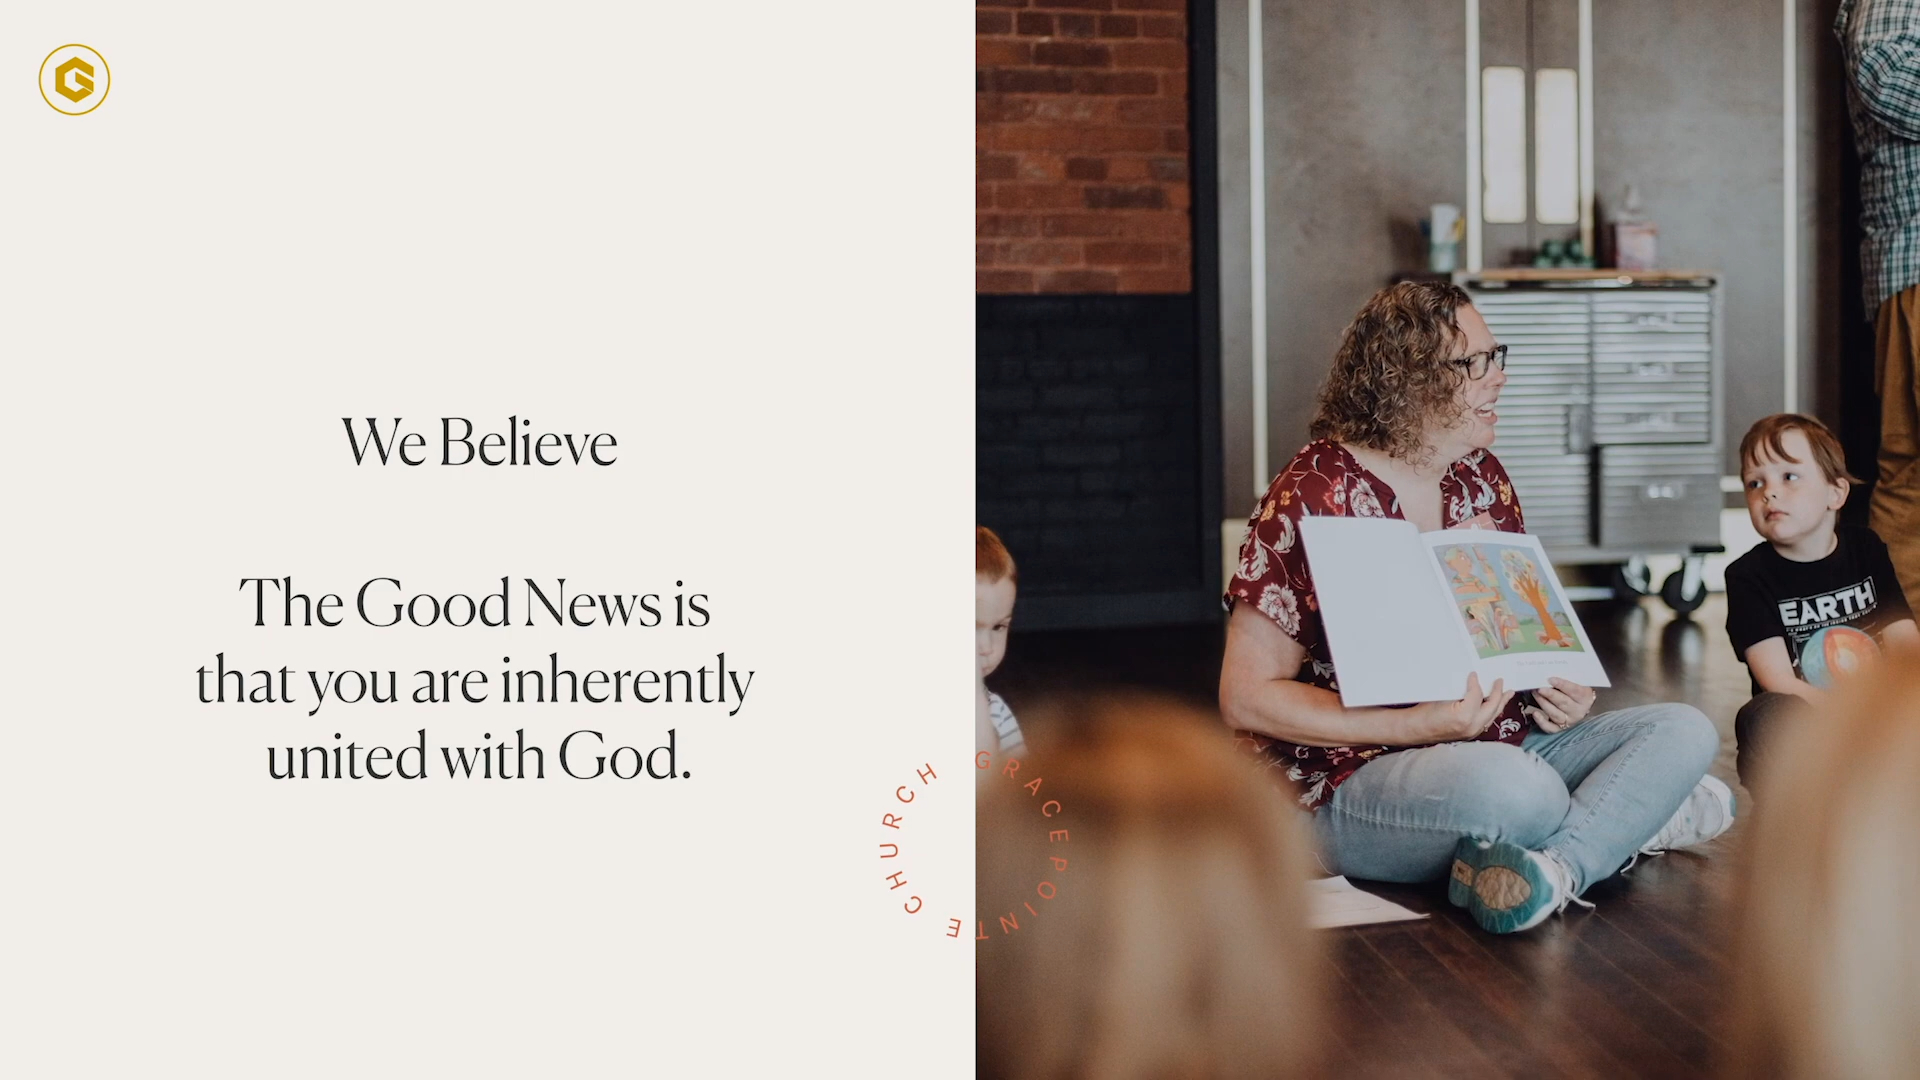 We Believe
The Good News is
that you are inherently
united with God.
GRACEPOINTE CHURCH
EARTH